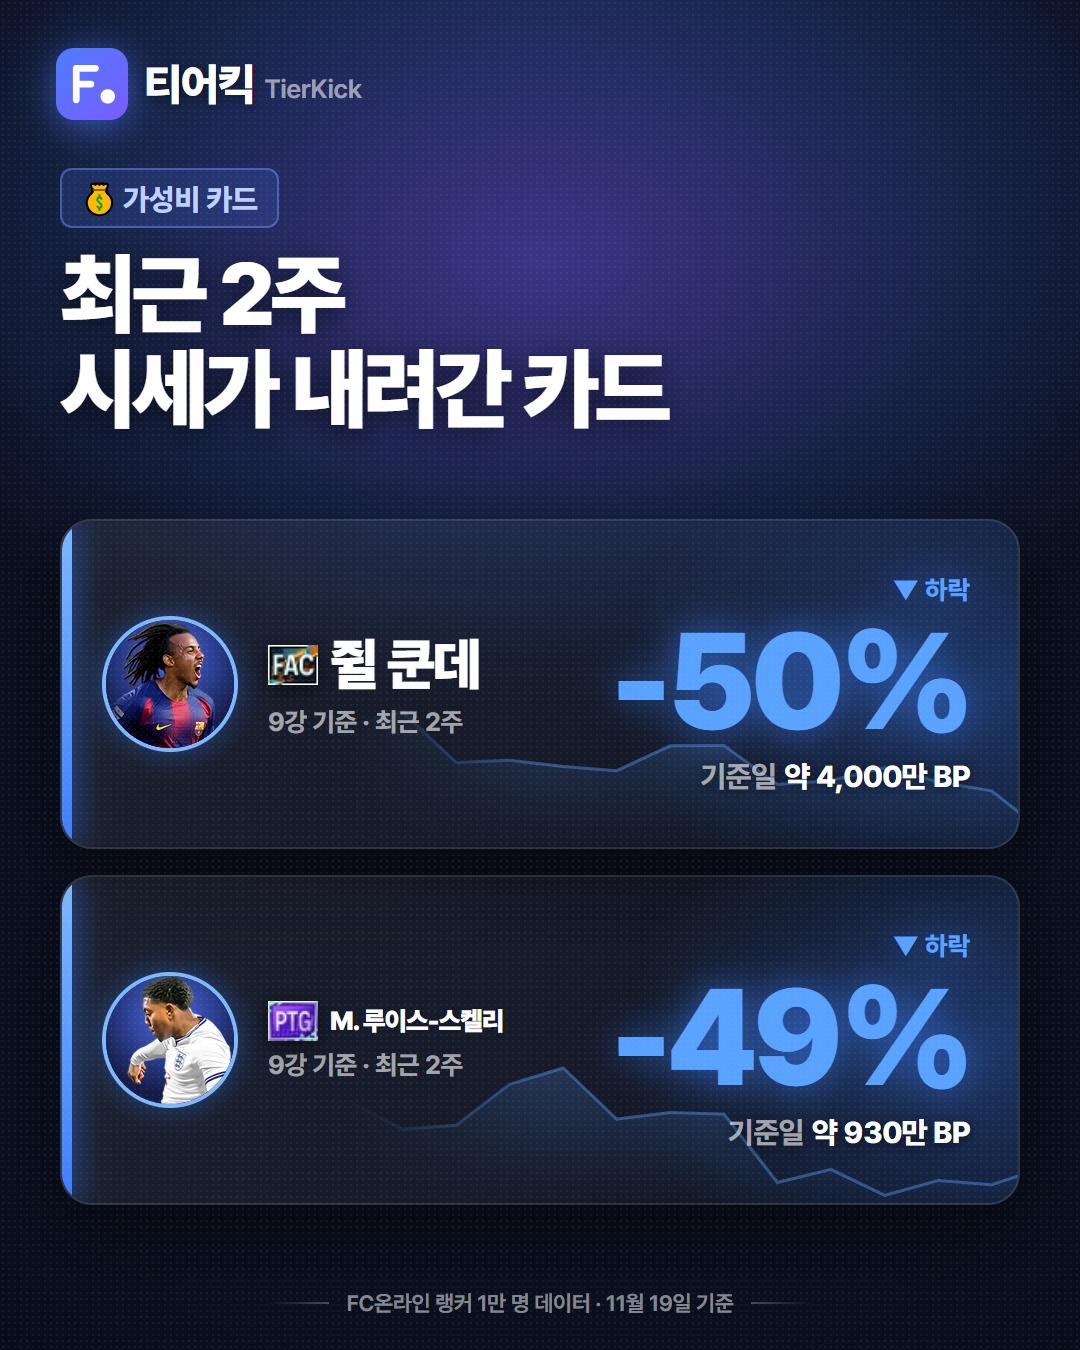 F.
티어킥 TierKick
가성비 카드
최근 2주
시세가 내려간 카드
▼ 하락
FAC 쥘 쿤데
-50%
9강 기준 · 최근 2주
기준일 약 4,000만 BP
▼ 하락
PTG M. 루이스-스켈리
-49%
9강 기준 · 최근 2주
기준일 약 930만 BP
FC온라인 랭커 1만 명 데이터 · 11월 19일 기준